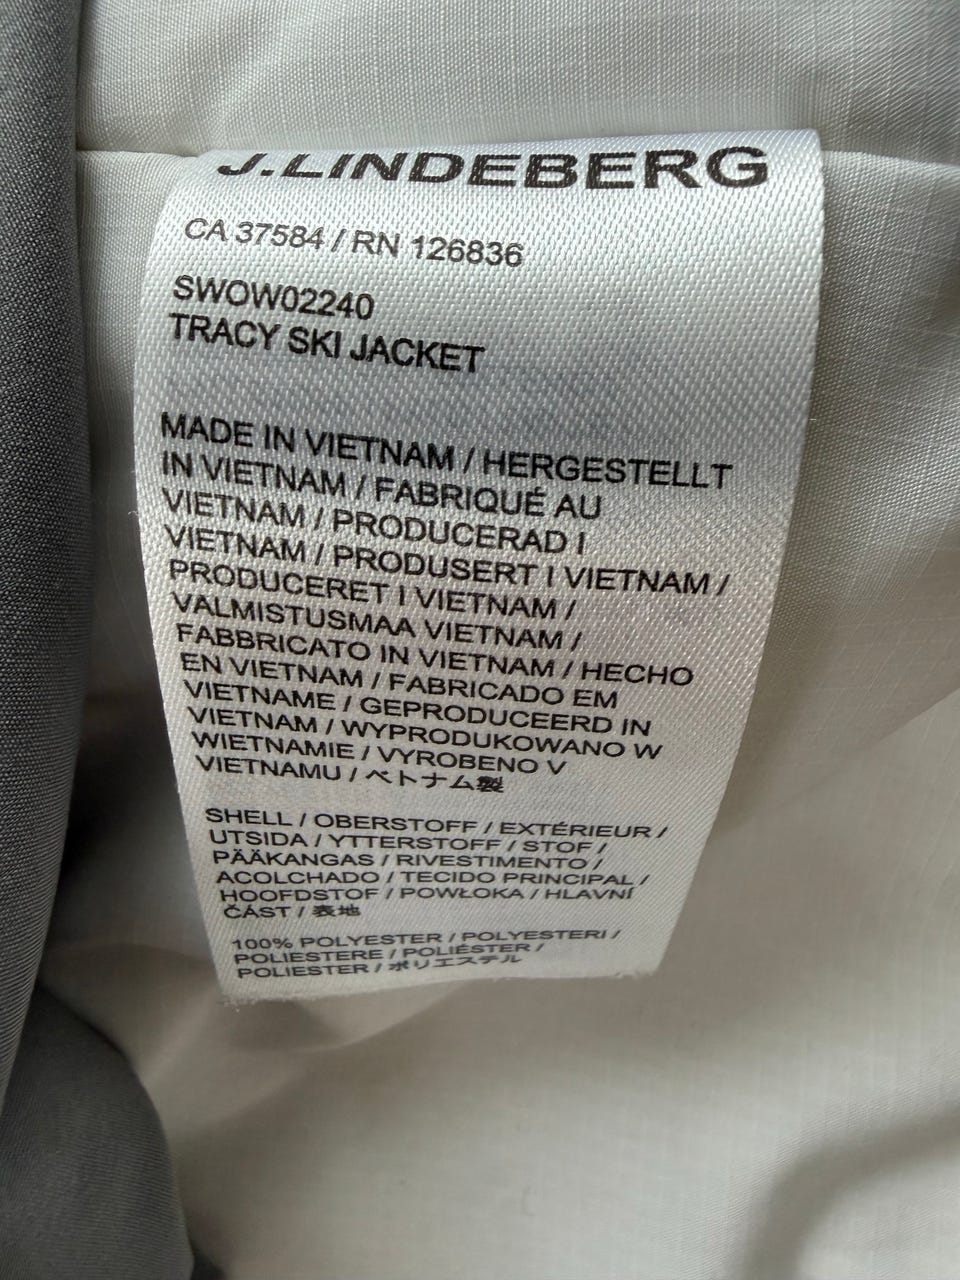 J.LINDEBERG
CA 37584 / RN 126836
SWOW02240
TRACY SKI JACKET
MADE IN VIETNAM / HERGESTELLT
IN VIETNAM / FABRIQUÉ AU
VIETNAM / PRODUCERAD I
VIETNAM / PRODUSERT I VIETNAM /
PRODUCERET I VIETNAM /
VALMISTUSMAA VIETNAM /
FABBRICATO IN VIETNAM / HECHO
EN VIETNAM / FABRICADO EM
VIETNAME / GEPRODUCEERD IN
VIETNAM / WYPRODUKOWANO W
WIETNAMIE / VYROBENO V
VIETNAMU / ベトナム製
SHELL / OBERSTOFF / EXTÉRIEUR /
UTSIDA / YTTERSTOFF / STOF /
PÄÄKANGAS / RIVESTIMENTO /
ACOLCHADO / TECIDO PRINCIPAL /
HOOFDSTOF / POWŁOKA / HLAVNÍ
ČÁST / 表地
100% POLYESTER / POLYESTERI /
POLIESTERE / POLIÉSTER /
POLIESTER / ポリエステル